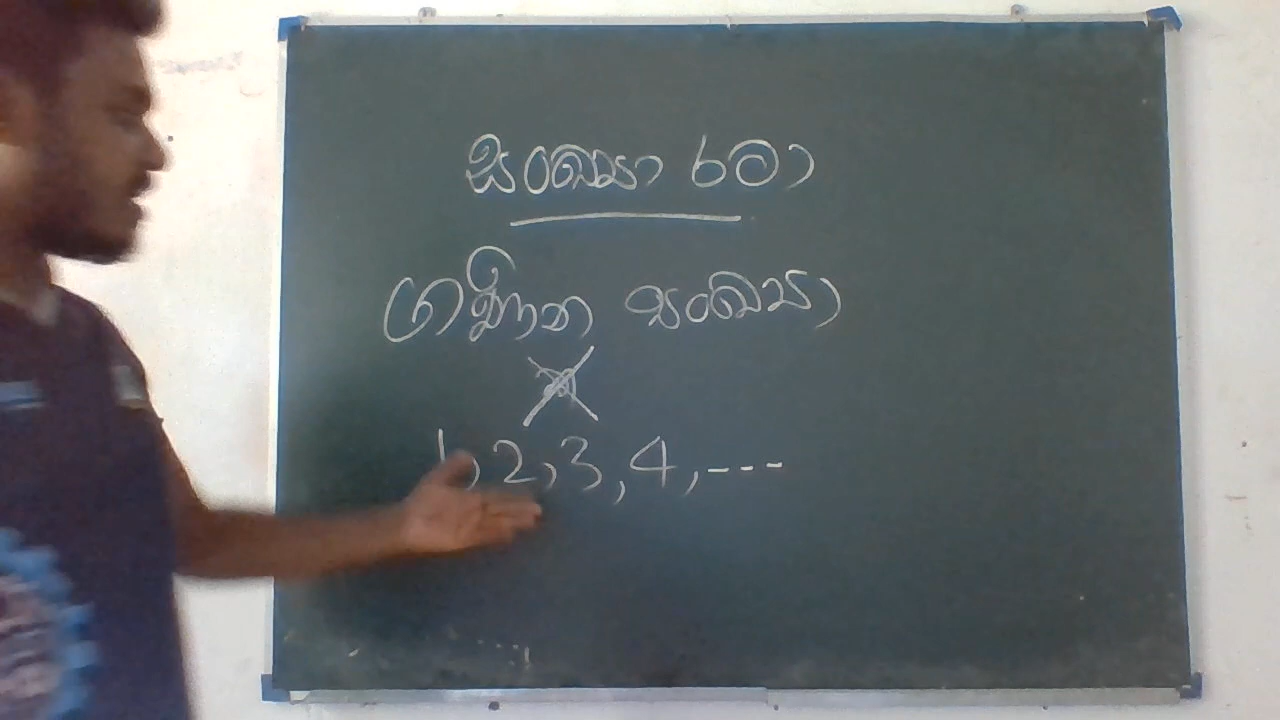 සංඛ්‍යා රටා
ගණිත සංඛ්‍යා
1, 2, 3, 4, ---